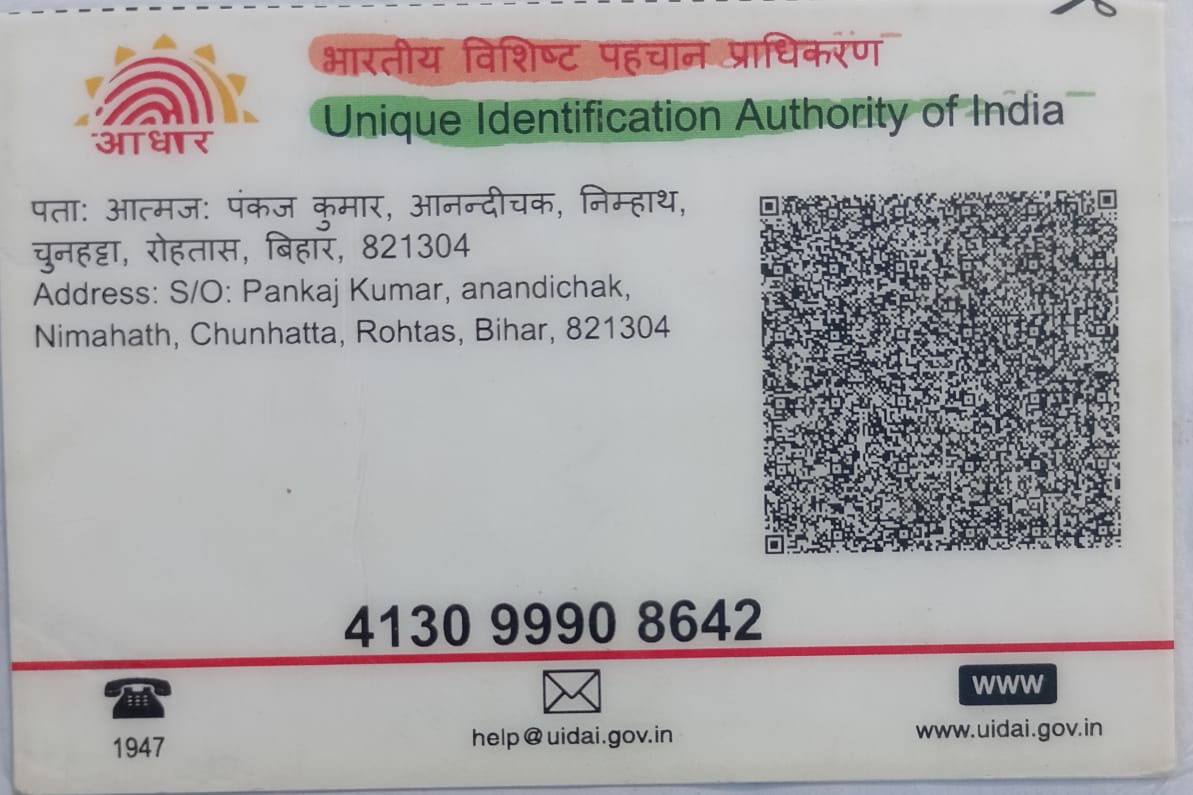 भारतीय विशिष्ट पहचान प्राधिकरण
Unique Identification Authority of India
आधार
पता: आत्मज: पंकज कुमार, आनन्दीचक, निम्हाथ,
चुनहट्टा, रोहतास, बिहार, 821304
Address: S/O: Pankaj Kumar, anandichak,
Nimahath, Chunhatta, Rohtas, Bihar, 821304
4130 9990 8642
1947
help@uidai.gov.in
www
www.uidai.gov.in